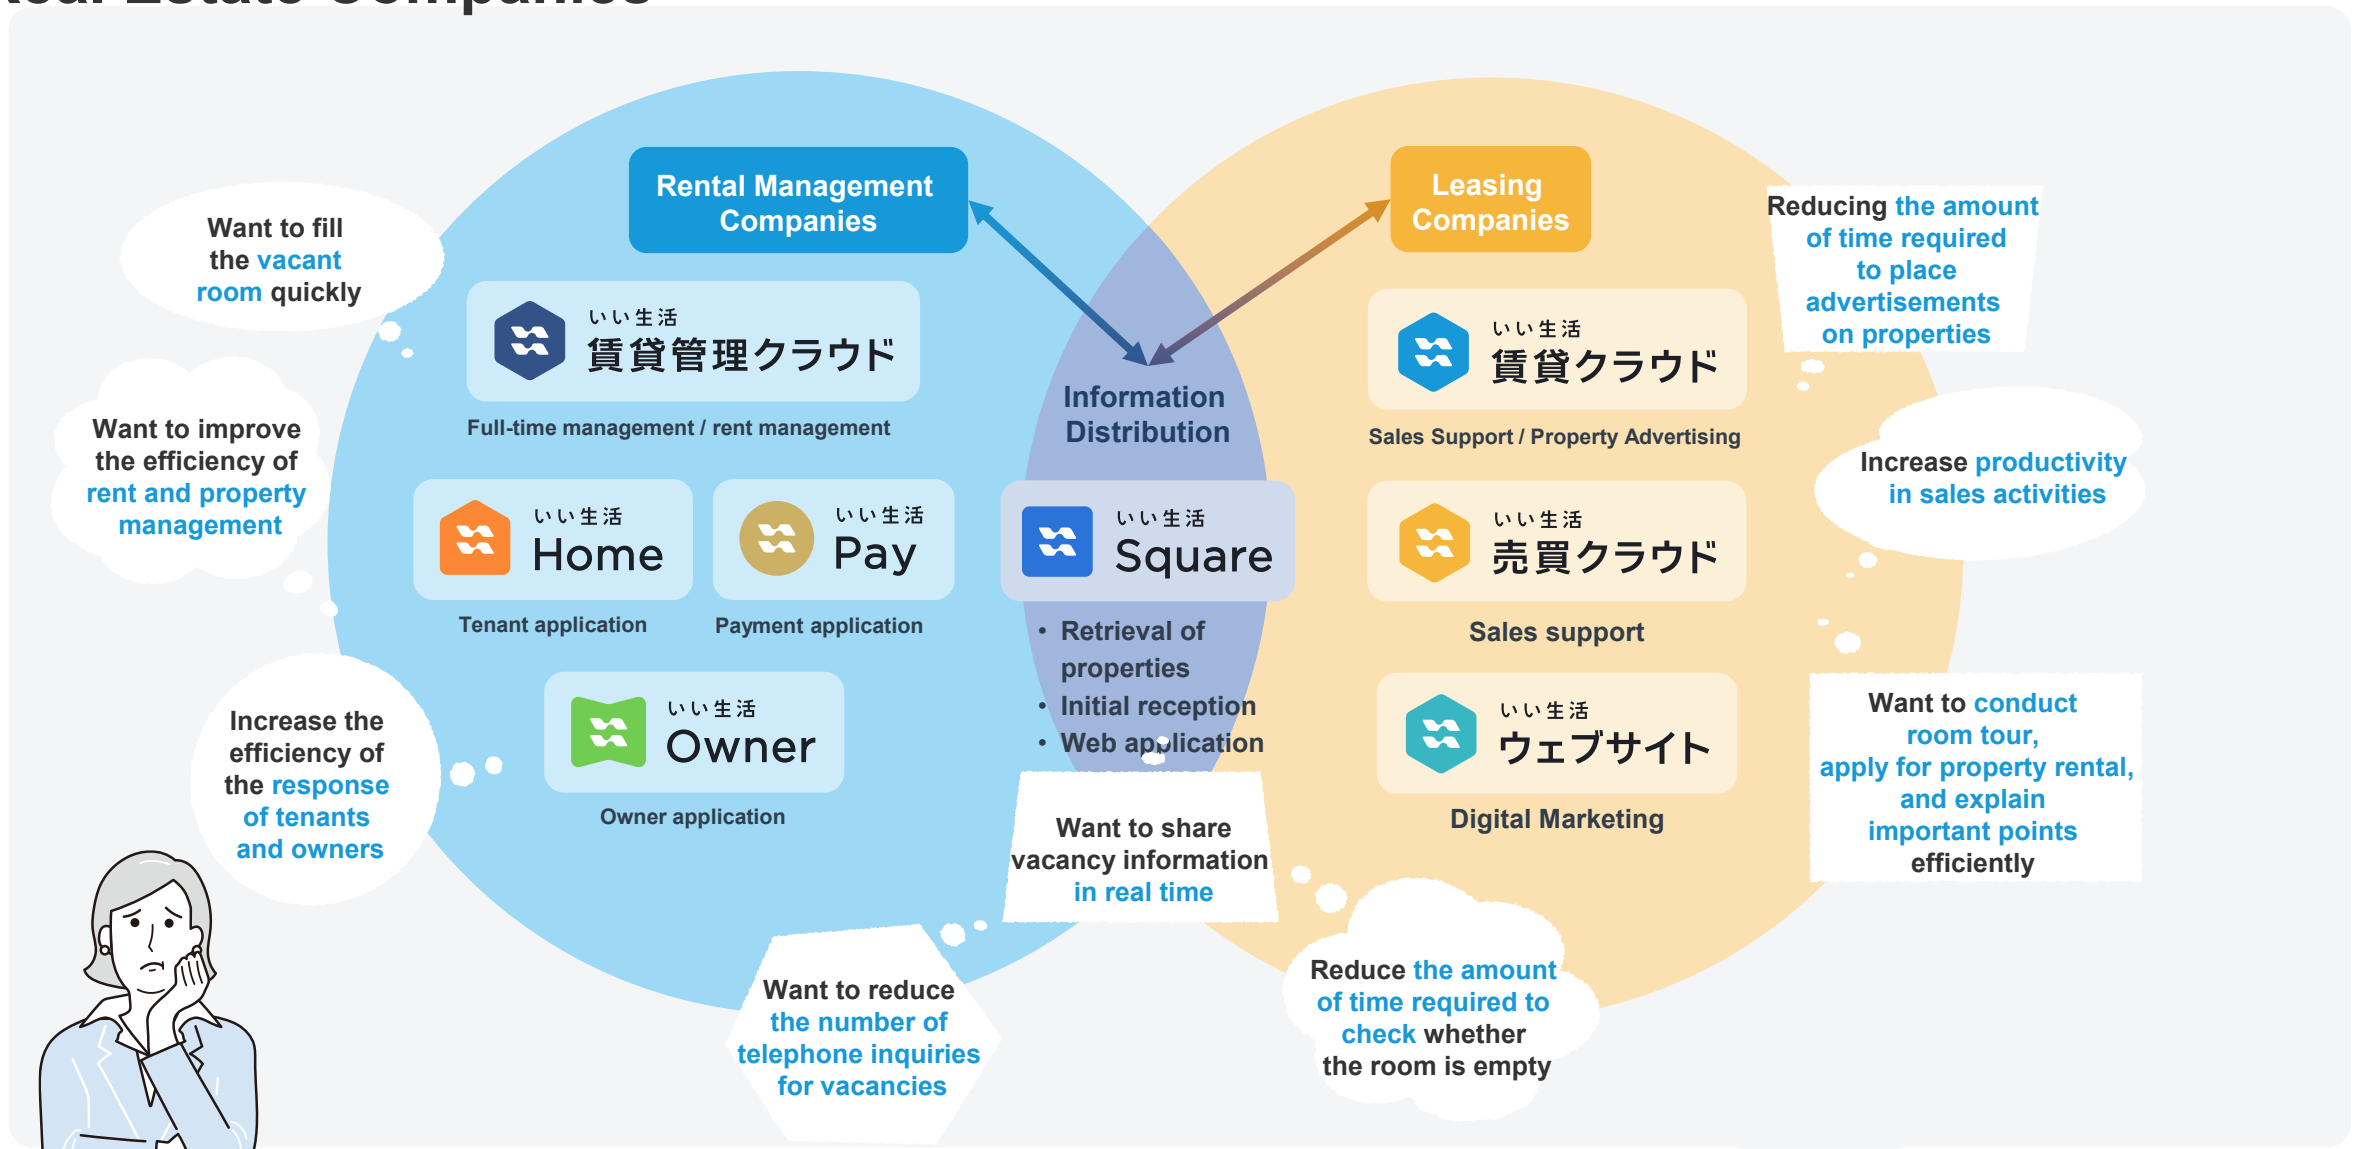 Real Estate Companies
Rental Management
Companies
Leasing
Companies
Want to fill
the vacant
room quickly
Reducing the amount
of time required
to place
advertisements
on properties
いい生活
賃貸管理クラウド
Full-time management / rent management
Information
Distribution
いい生活
賃貸クラウド
Sales Support / Property Advertising
Want to improve
the efficiency of
rent and property
management
Increase productivity
in sales activities
いい生活
Home
Tenant application
いい生活
Pay
Payment application
いい生活
Square
• Retrieval of
properties
• Initial reception
• Web application
いい生活
売買クラウド
Sales support
Increase the
efficiency of
the response
of tenants
and owners
いい生活
Owner
Owner application
いい生活
ウェブサイト
Digital Marketing
Want to conduct
room tour,
apply for property rental,
and explain
important points
efficiently
Want to share
vacancy information
in real time
Want to reduce
the number of
telephone inquiries
for vacancies
Reduce the amount
of time required to
check whether
the room is empty